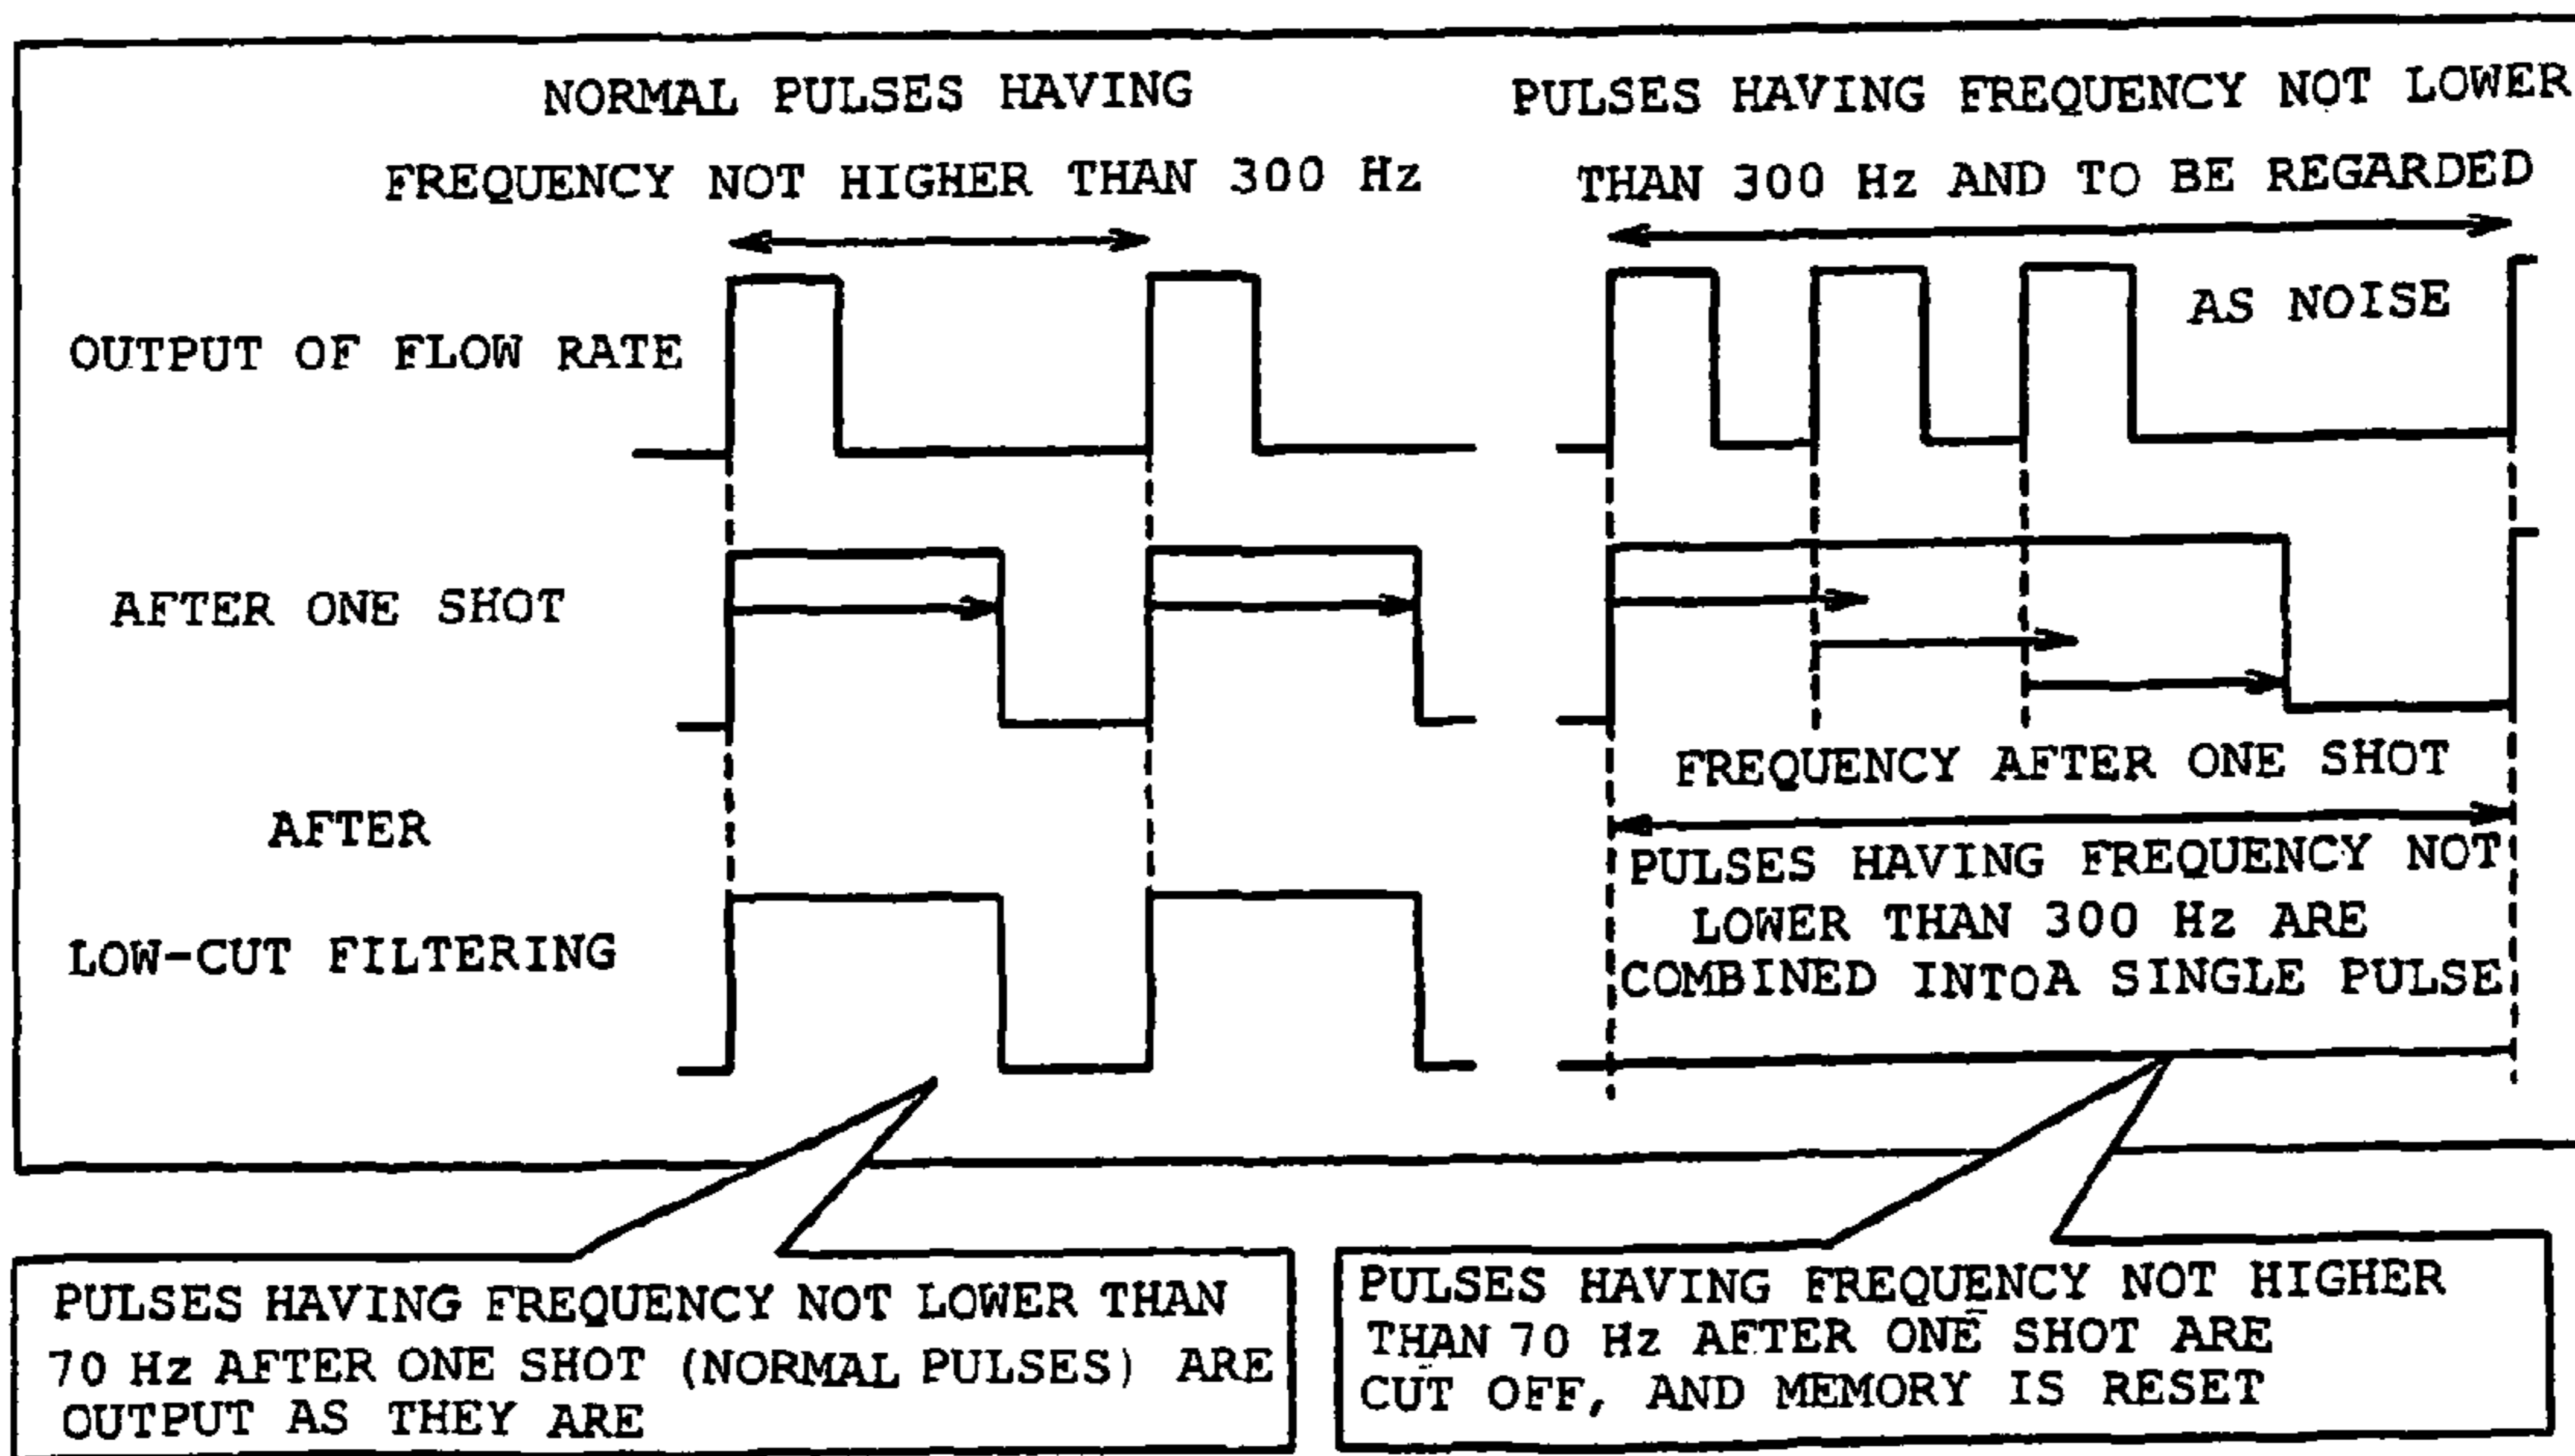 NORMAL PULSES HAVING
FREQUENCY NOT HIGHER THAN 300 Hz
PULSES HAVING FREQUENCY NOT LOWER
THAN 300 Hz AND TO BE REGARDED
AS NOISE
OUTPUT OF FLOW RATE
AFTER ONE SHOT
FREQUENCY AFTER ONE SHOT
AFTER
LOW-CUT FILTERING
PULSES HAVING FREQUENCY NOT
LOWER THAN 300 Hz ARE
COMBINED INTO A SINGLE PULSE
PULSES HAVING FREQUENCY NOT LOWER THAN
70 Hz AFTER ONE SHOT (NORMAL PULSES) ARE
OUTPUT AS THEY ARE
PULSES HAVING FREQUENCY NOT HIGHER
THAN 70 Hz AFTER ONE SHOT ARE
CUT OFF, AND MEMORY IS RESET